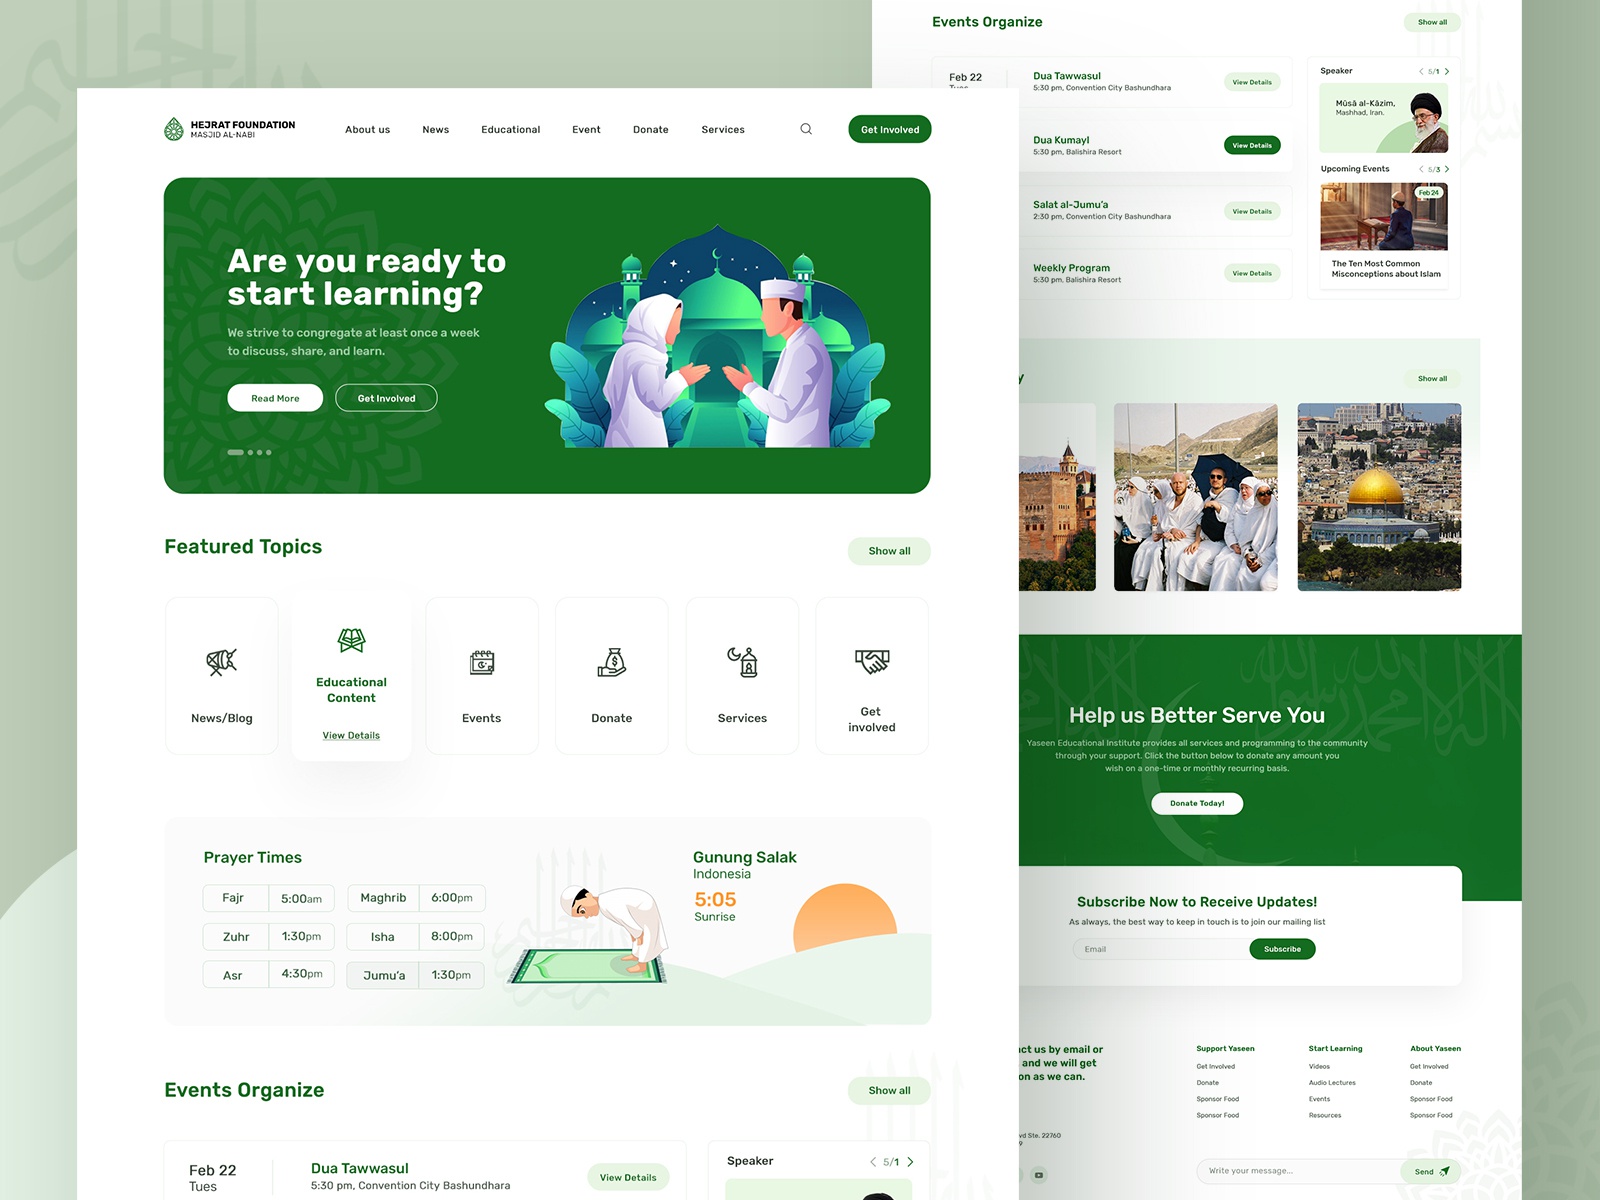 HEJRAT FOUNDATION
MASJID AL-NABI
About us
News
Educational
Event
Donate
Services
Get Involved
Are you ready to
start learning?
We strive to congregate at least once a week
to discuss, share, and learn.
Read More
Get Involved
Featured Topics
Show all
News/Blog
Educational
Content
View Details
Events
Donate
Services
Get
involved
Prayer Times
Fajr
5:00am
Maghrib
6:00pm
Zuhr
1:30pm
Isha
8:00pm
Asr
4:30pm
Jumu'a
1:30pm
Gunung Salak
Indonesia
5:05
Sunrise
Events Organize
Show all
Feb 22
Tues
Dua Tawwasul
5:30 pm, Convention City Bashundhara
View Details
Speaker
5/1
Events Organize
Show all
Feb 22
Tues
Dua Tawwasul
5:30 pm, Convention City Bashundhara
View Details
Dua Kumayl
5:30 pm, Balishira Resort
View Details
Salat al-Jumu'a
2:30 pm, Convention City Bashundhara
View Details
Weekly Program
5:30 pm, Balishira Resort
View Details
Speaker
5/1
Mūsā al-Kāzim,
Mashhad, Iran.
Upcoming Events
5/3
Feb 24
The Ten Most Common
Misconceptions about Islam
y
Show all
Help us Better Serve You
Yaseen Educational Institute provides all services and programming to the community
through your support. Click the button below to donate any amount you
wish on a one-time or monthly recurring basis.
Donate Today!
Subscribe Now to Receive Updates!
As always, the best way to keep in touch is to join our mailing list
Email
Subscribe
act us by email or
and we will get
on as we can.
vd Ste. 22760
9
Support Yaseen
Get Involved
Donate
Sponsor Food
Sponsor Food
Start Learning
Videos
Audio Lectures
Events
Resources
About Yaseen
Get Involved
Donate
Sponsor Food
Sponsor Food
Write your message...
Send